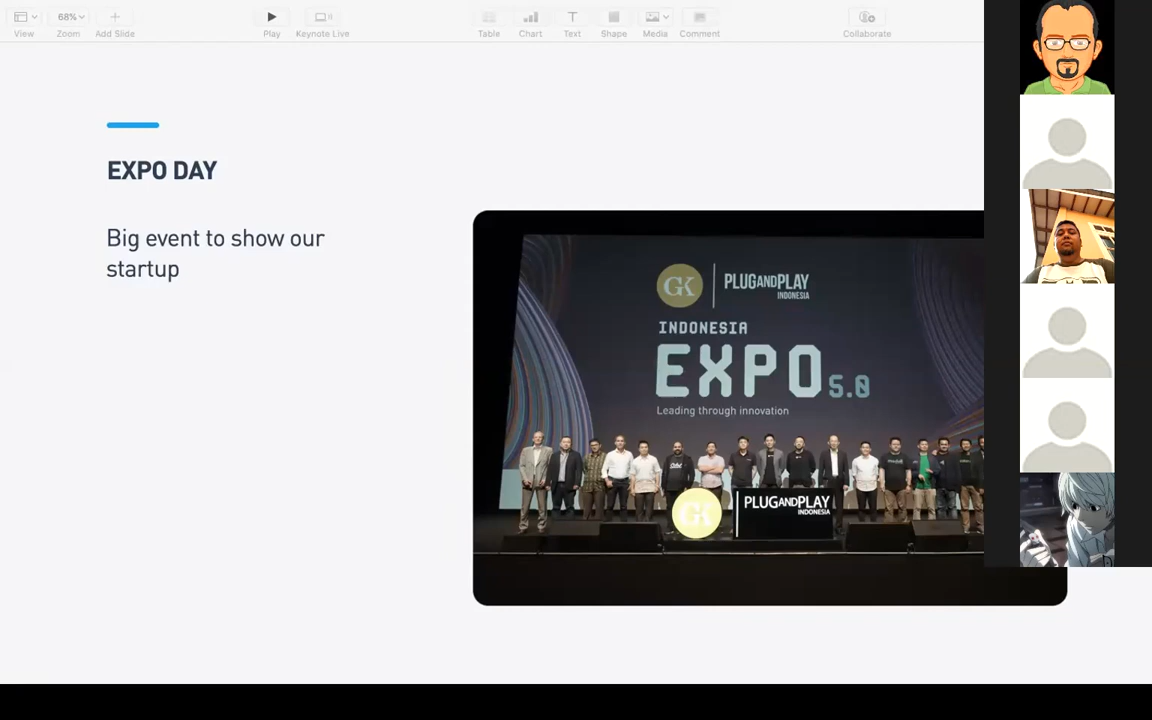 68%
View
Zoom
Add Slide
Play
Keynote Live
Table
Chart
Text
Shape
Media
Comment
Collaborate
EXPO DAY
Big event to show our
startup
GK
PLUGANDPLAY
INDONESIA
INDONESIA
EXPO 5.0
Leading through innovation
GK
PLUGANDPLAY
INDONESIA